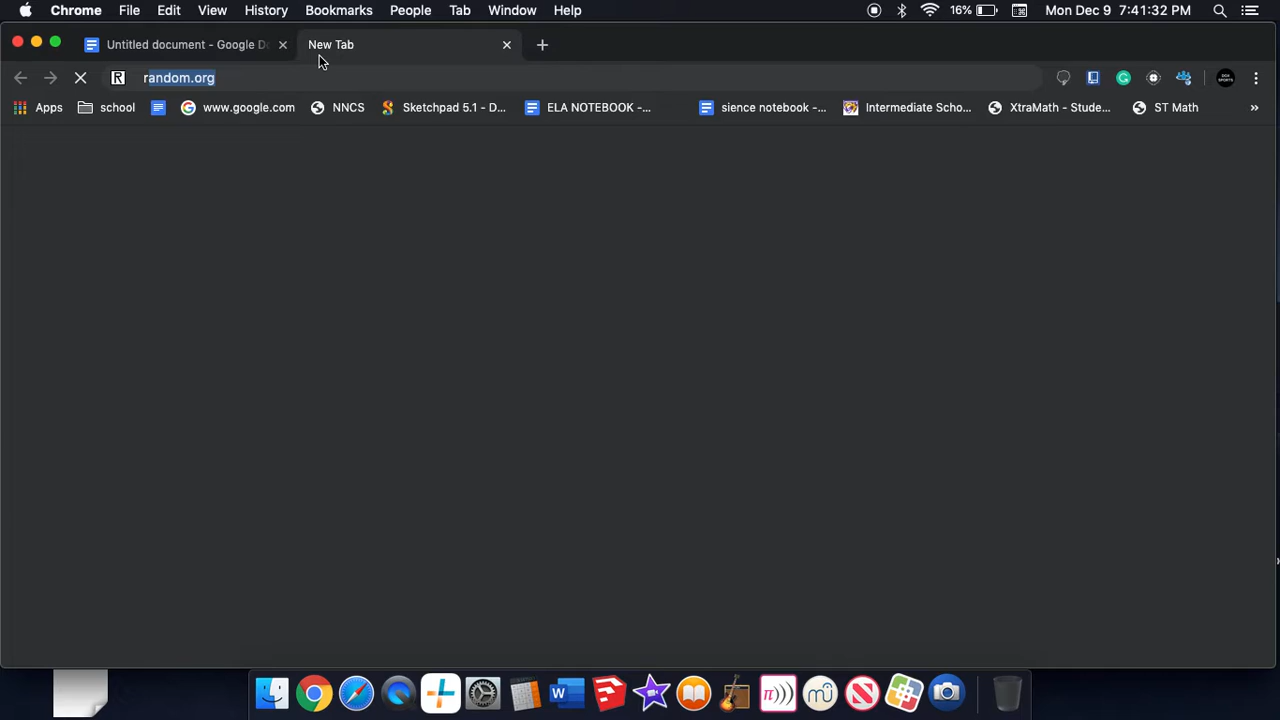 Chrome File Edit View History Bookmarks People Tab Window Help 16% Mon Dec 9 7:41:32 PM
Untitled document - Google Do New Tab
R random.org
Apps school www.google.com NNCS Sketchpad 5.1 - D... ELA NOTEBOOK -... sience notebook -... Intermediate Scho... XtraMath - Stude... ST Math »